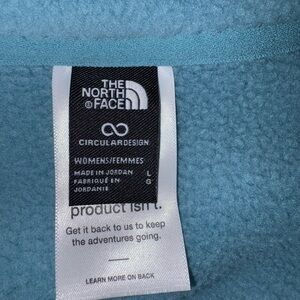 THE
NORTH
®FACE
CIRCULARDESIGN
WOMENS/FEMMES
MADE IN JORDAN L
FABRIQUÉ EN G
JORDANIE
product isn't.
Get it back to us to keep
the adventures going.
LEARN MORE ON BACK